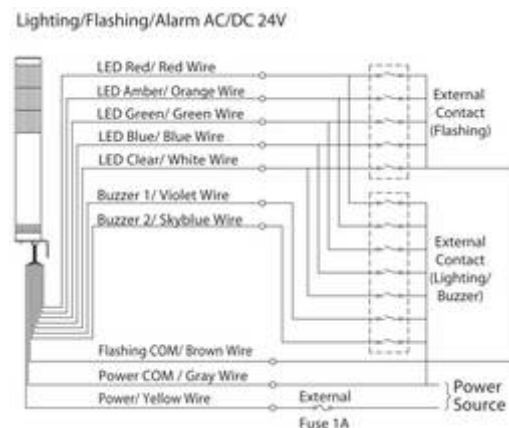 Lighting/Flashing/Alarm AC/DC 24V
LED Red/ Red Wire
LED Amber/ Orange Wire
LED Green/ Green Wire
LED Blue/ Blue Wire
LED Clear/ White Wire
External
Contact
(Flashing)
Buzzer 1/ Violet Wire
Buzzer 2/ Skyblue Wire
External
Contact
(Lighting/
Buzzer)
Flashing COM/ Brown Wire
Power COM / Gray Wire
Power/ Yellow Wire
External
Fuse 1A
Power
Source